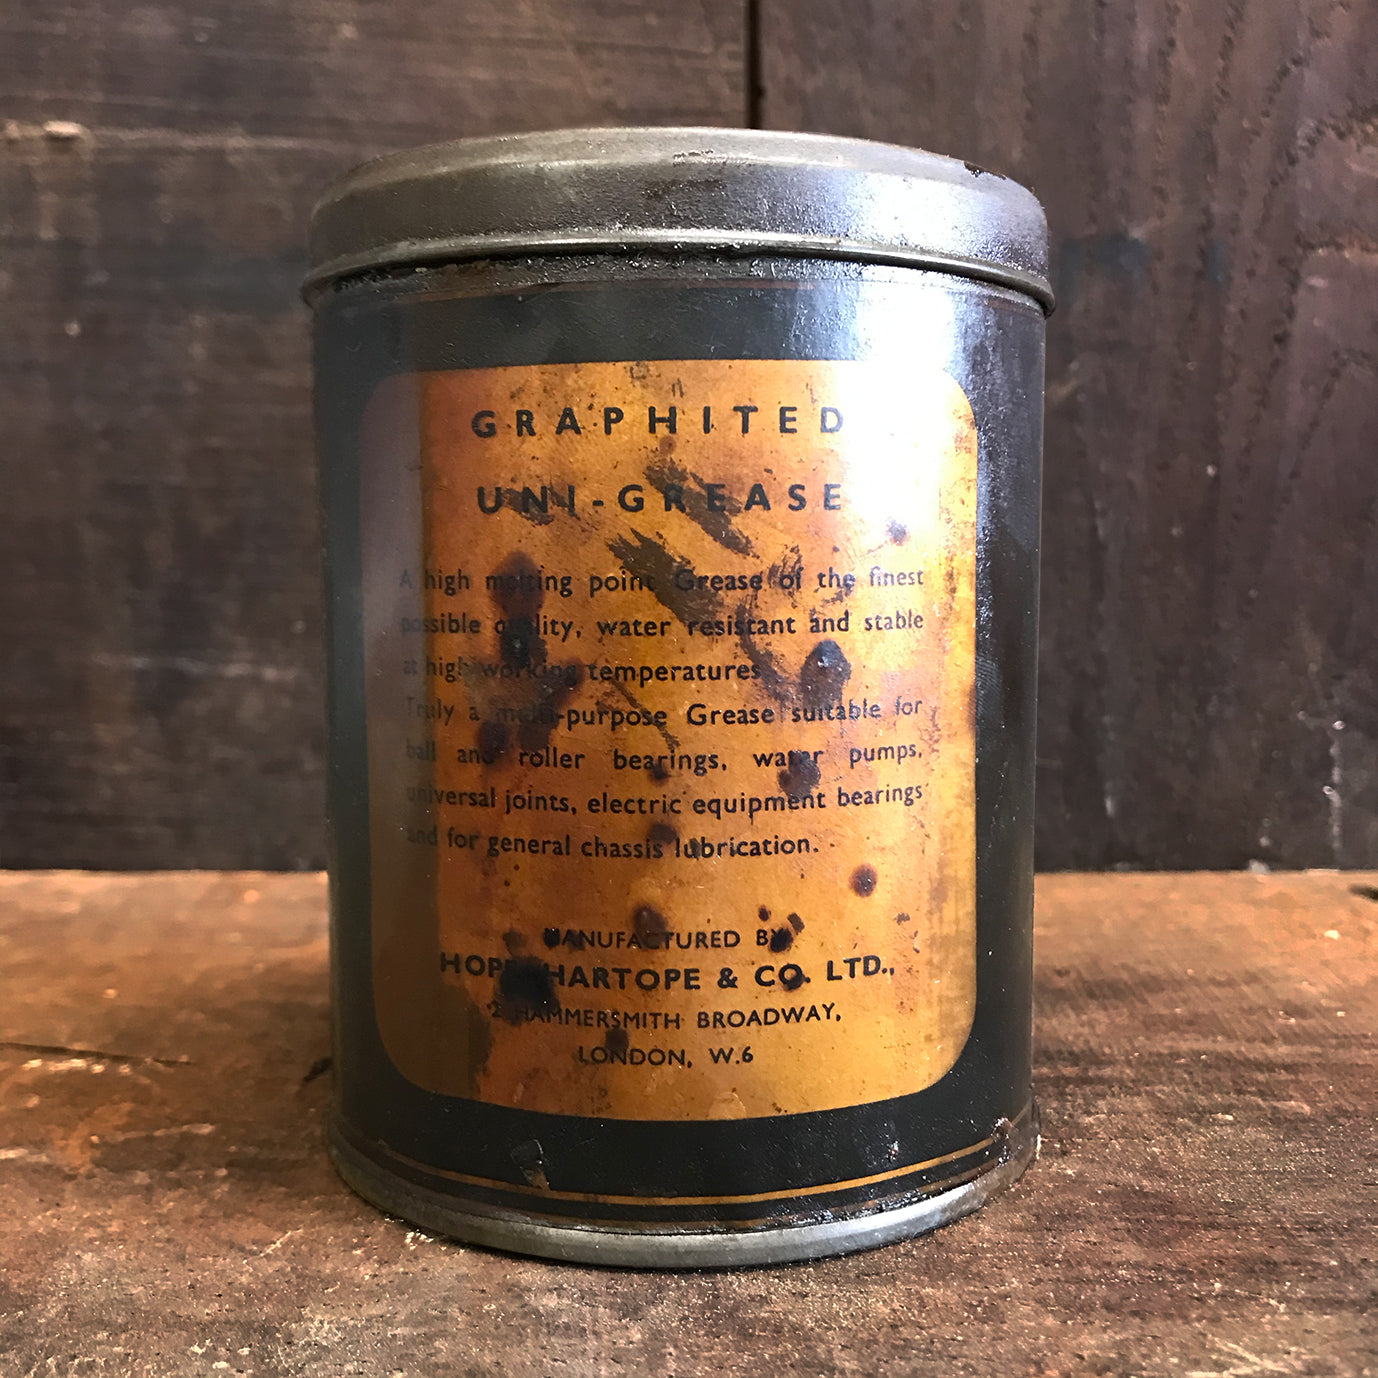 GRAPHITED
UNI-GREASE
A high melting point Grease of the finest
possible quality, water resistant and stable
at high working temperatures
Truly a multi-purpose Grease suitable for
ball and roller bearings, water pumps,
universal joints, electric equipment bearings
and for general chassis lubrication.
MANUFACTURED BY
HARTOPE & CO. LTD.,
2 HAMMERSMITH BROADWAY,
LONDON, W.6